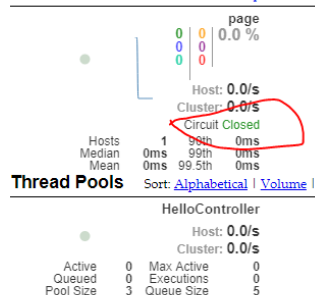 page
0 0 0.0 %
0 0
0 0
Host: 0.0/s
Cluster: 0.0/s
Circuit Closed
Hosts 1 90th 0ms
Median 0ms 99th 0ms
Mean 0ms 99.5th 0ms
Thread Pools Sort: Alphabetical | Volume |
HelloController
Host: 0.0/s
Cluster: 0.0/s
Active 0 Max Active 0
Queued 0 Executions 0
Pool Size 3 Queue Size 5